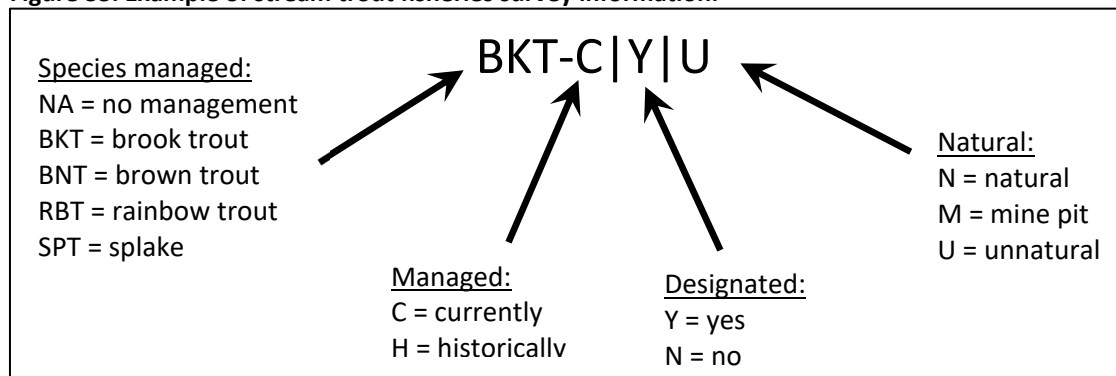 BKT-C|Y|U
Species managed:
NA = no management
BKT = brook trout
BNT = brown trout
RBT = rainbow trout
SPT = splake
Managed:
C = currently
H = historically
Designated:
Y = yes
N = no
Natural:
N = natural
M = mine pit
U = unnatural